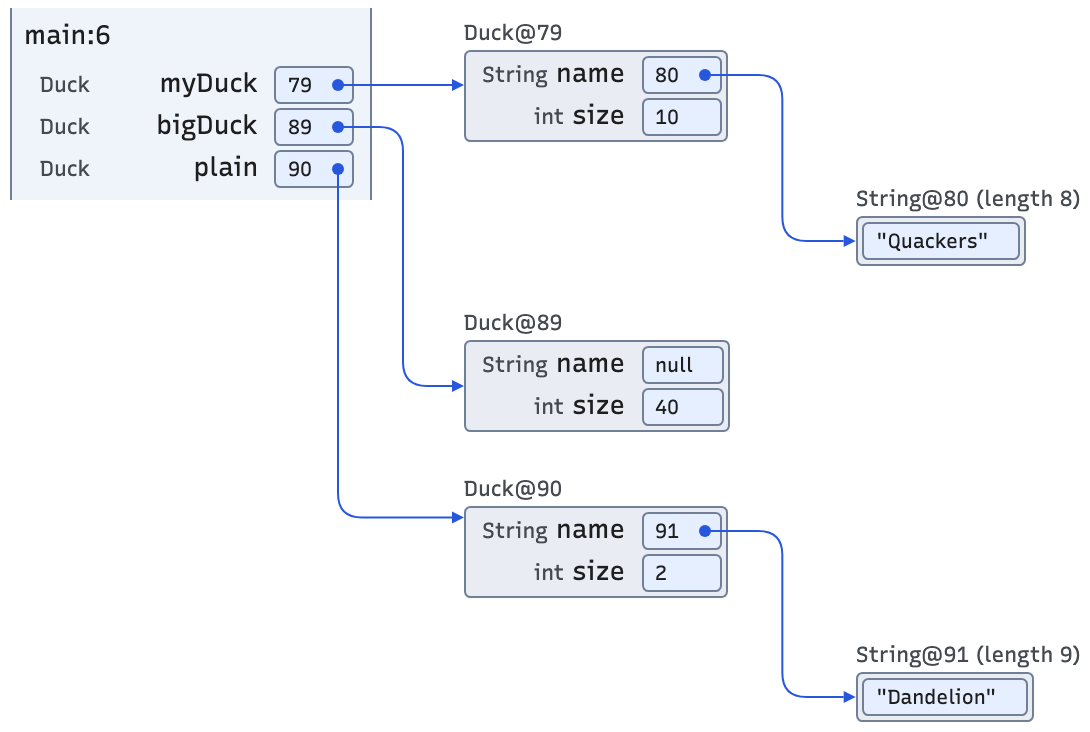 main:6
Duck myDuck 79
Duck bigDuck 89
Duck plain 90
Duck@79
String name 80
int size 10
String@80 (length 8)
"Quackers"
Duck@89
String name null
int size 40
Duck@90
String name 91
int size 2
String@91 (length 9)
"Dandelion"